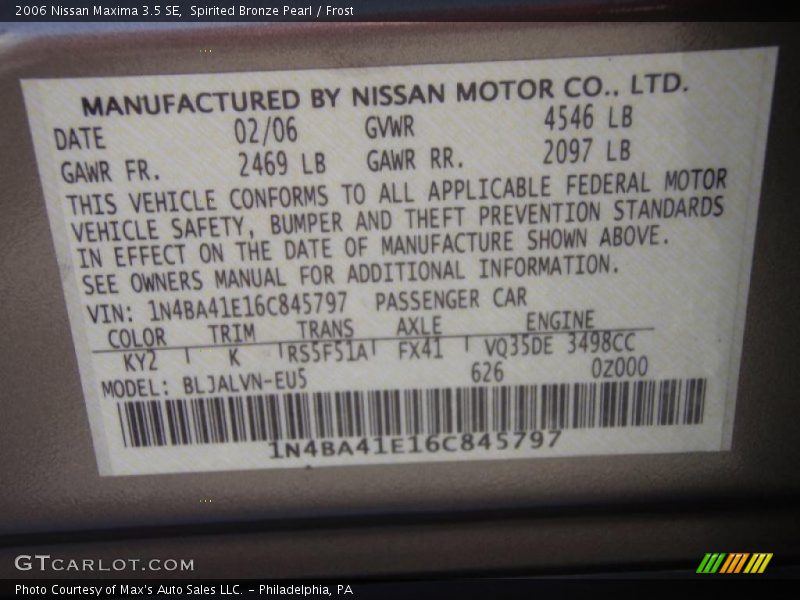 2006 Nissan Maxima 3.5 SE, Spirited Bronze Pearl / Frost
MANUFACTURED BY NISSAN MOTOR CO., LTD.
DATE 02/06 GVWR 4546 LB
GAWR FR. 2469 LB GAWR RR. 2097 LB
THIS VEHICLE CONFORMS TO ALL APPLICABLE FEDERAL MOTOR
VEHICLE SAFETY, BUMPER AND THEFT PREVENTION STANDARDS
IN EFFECT ON THE DATE OF MANUFACTURE SHOWN ABOVE.
SEE OWNERS MANUAL FOR ADDITIONAL INFORMATION.
VIN: 1N4BA41E16C845797 PASSENGER CAR
COLOR TRIM TRANS AXLE ENGINE
KY2 K RS5F51A FX41 VQ35DE 3498CC
MODEL: BLJALVN-EU5 626 0Z000
1N4BA41E16C845797
GTCARLOT.COM
Photo Courtesy of Max's Auto Sales LLC. - Philadelphia, PA